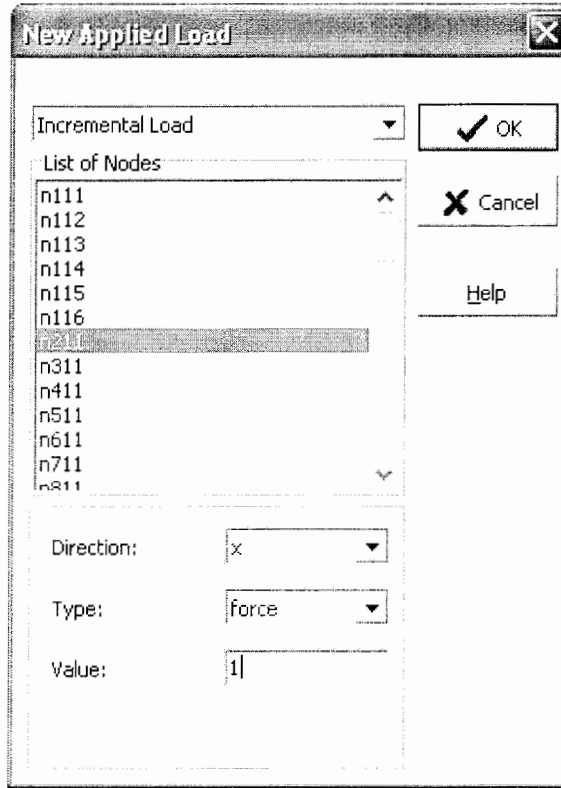 New Applied Load
Incremental Load
OK
List of Nodes
n111
n112
n113
n114
n115
n116
n211
n311
n411
n511
n611
n711
n811
Cancel
Help
Direction:
x
Type:
force
Value:
1